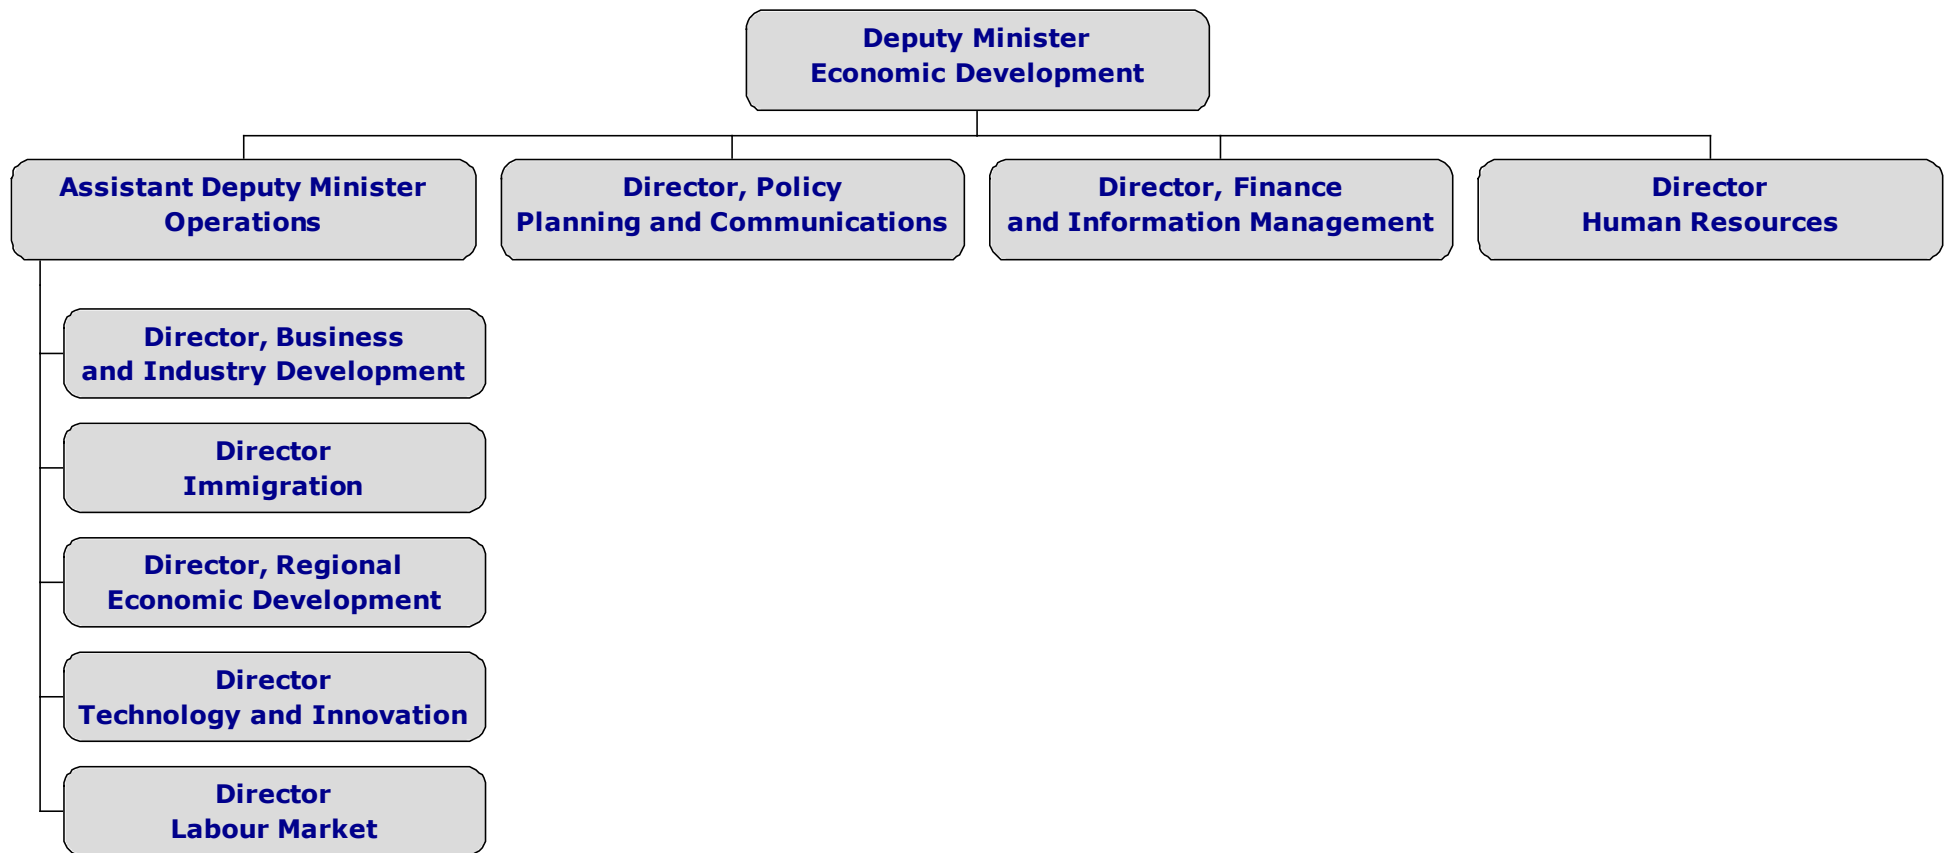 Deputy Minister
Economic Development
Assistant Deputy Minister
Operations
Director, Policy
Planning and Communications
Director, Finance
and Information Management
Director
Human Resources
Director, Business
and Industry Development
Director
Immigration
Director, Regional
Economic Development
Director
Technology and Innovation
Director
Labour Market